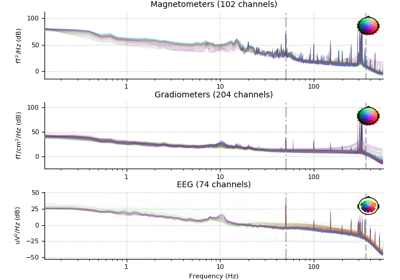 Magnetometers (102 channels)
fT²/Hz (dB)
100
50
0
1
10
100
Gradiometers (204 channels)
fT/cm²/Hz (dB)
100
50
0
1
10
100
EEG (74 channels)
uV²/Hz (dB)
50
25
0
−25
−50
1
10
100
Frequency (Hz)